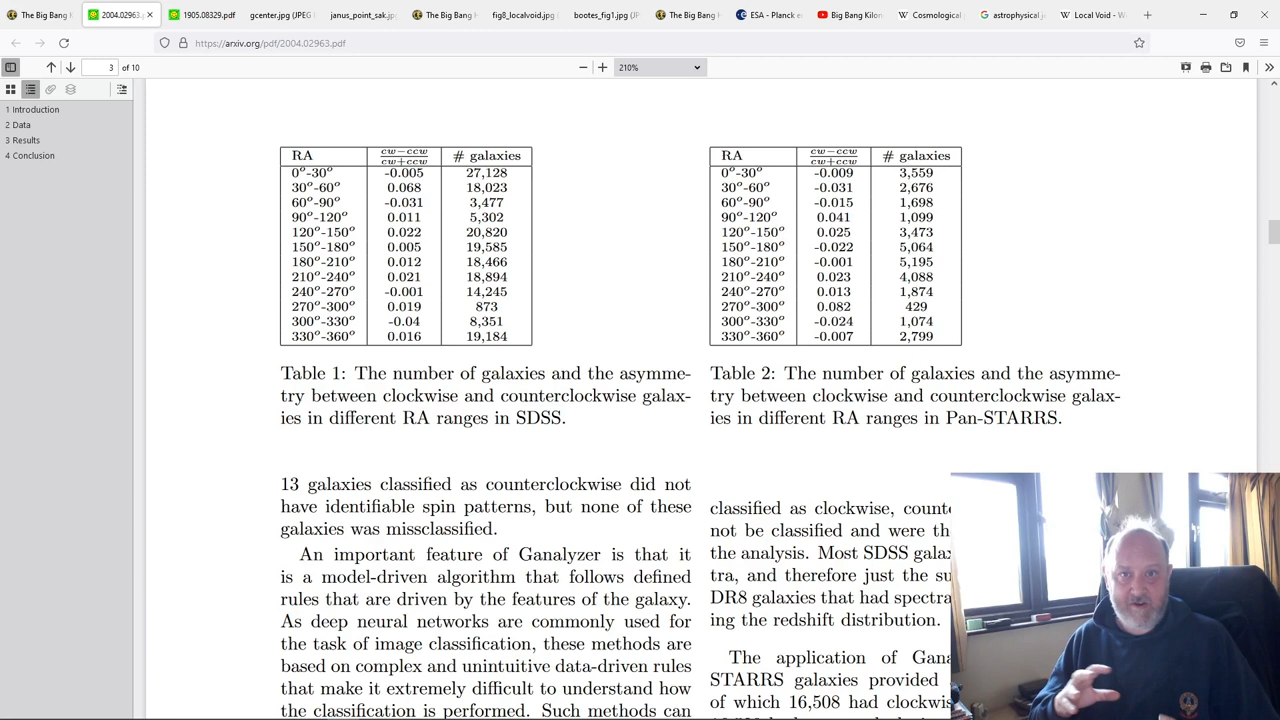 The Big Bang K
2004.02963.p
1905.08329.pdf
gcenter.jpg (JPEG I
janus_point_sak.jpg
The Big Bang H
fig8_localvoid.jpg
bootes_fig1.jpg (JP
The Big Bang H
ESA - Planck e
Big Bang Kilon
Cosmological
astrophysical j
Local Void - Wi
https://arxiv.org/pdf/2004.02963.pdf
3 of 10
210%
1 Introduction
2 Data
3 Results
4 Conclusion
RA cw−ccw/cw+ccw # galaxies
0°-30° -0.005 27,128
30°-60° 0.068 18,023
60°-90° -0.031 3,477
90°-120° 0.011 5,302
120°-150° 0.022 20,820
150°-180° 0.005 19,585
180°-210° 0.012 18,466
210°-240° 0.021 18,894
240°-270° -0.001 14,245
270°-300° 0.019 873
300°-330° -0.04 8,351
330°-360° 0.016 19,184
Table 1: The number of galaxies and the asymme-
try between clockwise and counterclockwise galax-
ies in different RA ranges in SDSS.
13 galaxies classified as counterclockwise did not
have identifiable spin patterns, but none of these
galaxies was missclassified.
An important feature of Ganalyzer is that it
is a model-driven algorithm that follows defined
rules that are driven by the features of the galaxy.
As deep neural networks are commonly used for
the task of image classification, these methods are
based on complex and unintuitive data-driven rules
that make it extremely difficult to understand how
the classification is performed. Such methods can
RA cw−ccw/cw+ccw # galaxies
0°-30° -0.009 3,559
30°-60° -0.031 2,676
60°-90° -0.015 1,698
90°-120° 0.041 1,099
120°-150° 0.025 3,473
150°-180° -0.022 5,064
180°-210° -0.001 5,195
210°-240° 0.023 4,088
240°-270° 0.013 1,874
270°-300° 0.082 429
300°-330° -0.024 1,074
330°-360° -0.007 2,799
Table 2: The number of galaxies and the asymme-
try between clockwise and counterclockwise galax-
ies in different RA ranges in Pan-STARRS.
classified as clockwise, counte
not be classified and were th
the analysis. Most SDSS galax
tra, and therefore just the su
DR8 galaxies that had spectra
ing the redshift distribution.
The application of Gana
STARRS galaxies provided
of which 16,508 had clockwis